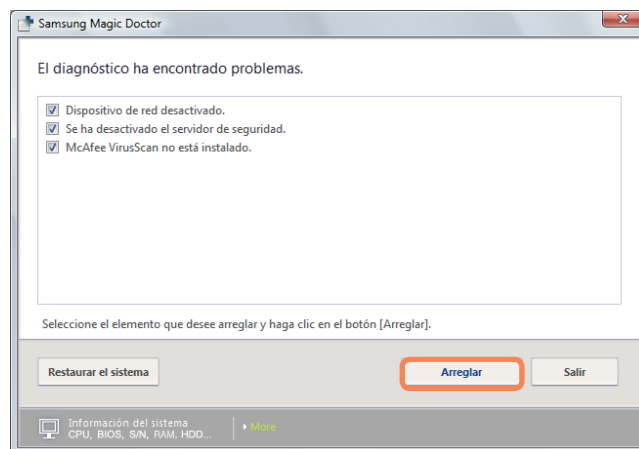 Samsung Magic Doctor
El diagnóstico ha encontrado problemas.
Dispositivo de red desactivado.
Se ha desactivado el servidor de seguridad.
McAfee VirusScan no está instalado.
Seleccione el elemento que desee arreglar y haga clic en el botón [Arreglar].
Restaurar el sistema
Arreglar
Salir
Información del sistema
CPU, BIOS, S/N, RAM, HDD...
More